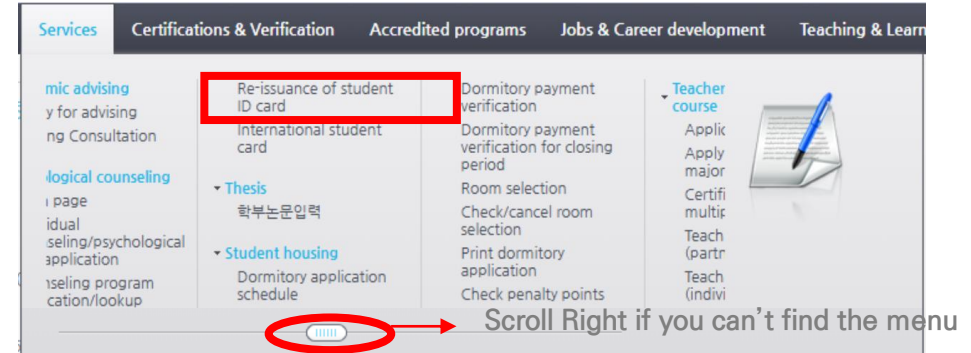 Services Certifications & Verification Accredited programs Jobs & Career development Teaching & Learn
mic advising
y for advising
ng Consultation
logical counseling
page
idual
seling/psychological
application
nseling program
cation/lookup
Re-issuance of student
ID card
International student
card
Thesis
학부논문입력
Student housing
Dormitory application
schedule
Dormitory payment
verification
Dormitory payment
verification for closing
period
Room selection
Check/cancel room
selection
Print dormitory
application
Check penalty points
Teacher
course
Applic
Apply
major
Certifi
multip
Teach
(partn
Teach
(indivi
Scroll Right if you can't find the menu